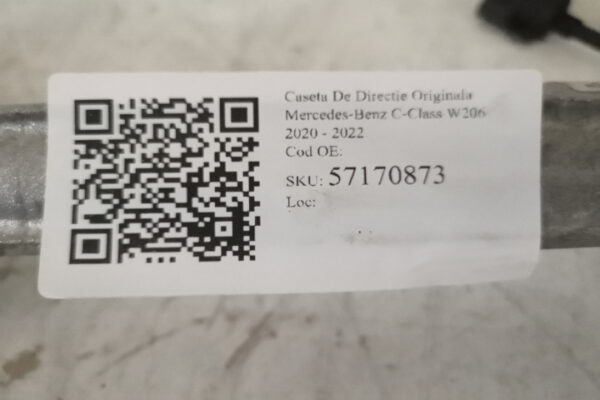 Caseta De Directie Originala
Mercedes-Benz C-Class W206
2020 - 2022
Cod OE:
SKU: 57170873
Loc: